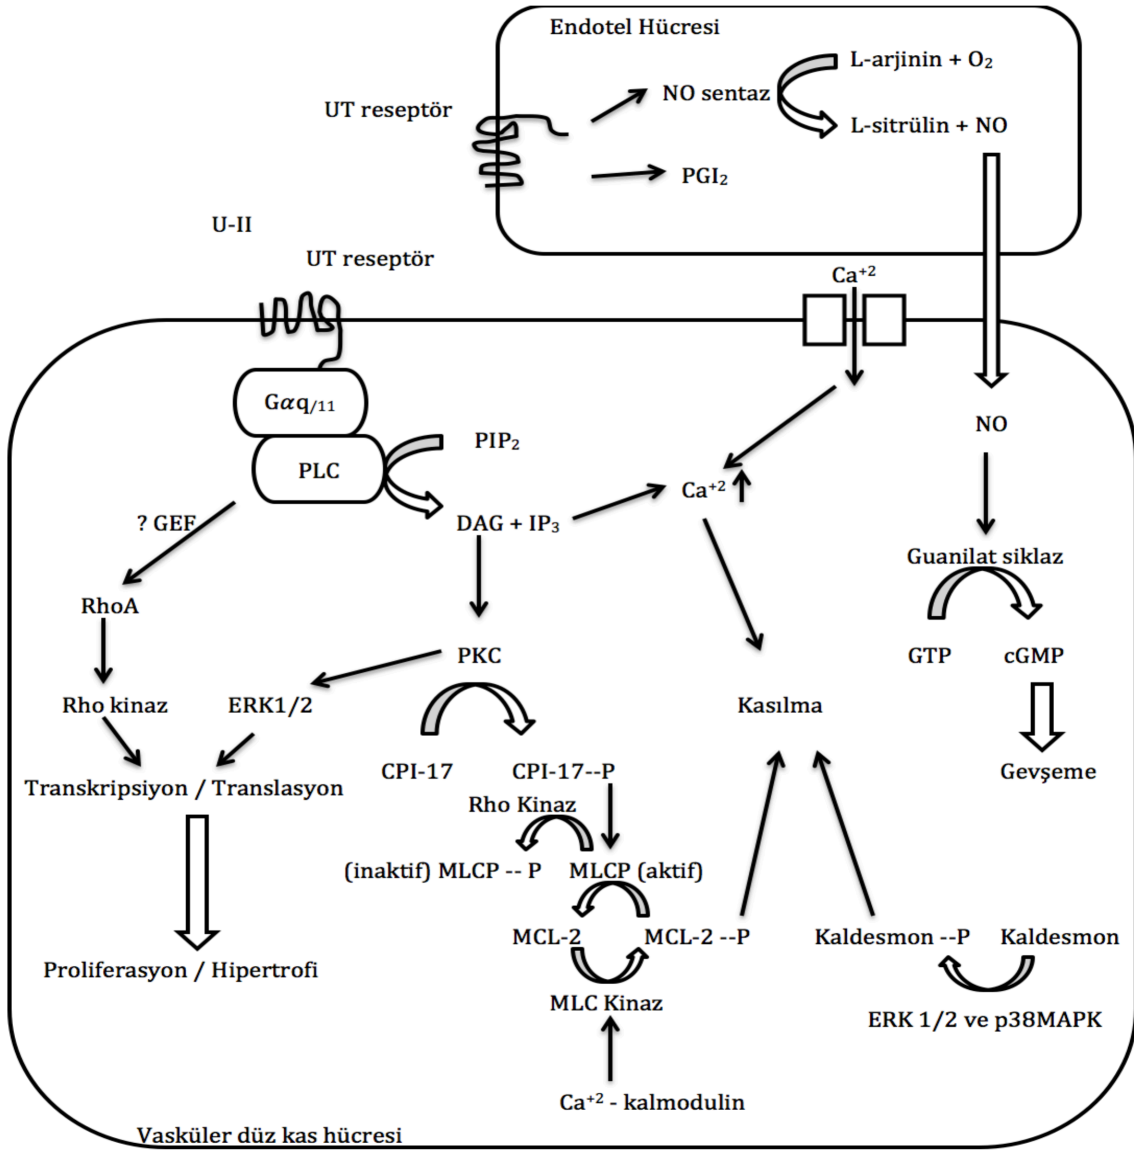 Endotel Hücresi
L-arjinin + O₂
UT reseptör
NO sentaz
L-sitrülin + NO
PGI₂
U-II
UT reseptör
Ca⁺²
Gαq/₁₁
NO
PIP₂
PLC
Ca⁺²
? GEF
DAG + IP₃
Guanilat siklaz
RhoA
PKC
GTP
cGMP
Rho kinaz
ERK1/2
Kasılma
CPI-17
CPI-17--P
Gevşeme
Transkripsiyon / Translasyon
Rho Kinaz
(inaktif) MLCP -- P
MLCP (aktif)
MCL-2
MCL-2 --P
Kaldesmon --P
Kaldesmon
Proliferasyon / Hipertrofi
MLC Kinaz
ERK 1/2 ve p38MAPK
Ca⁺² - kalmodulin
Vasküler düz kas hücresi